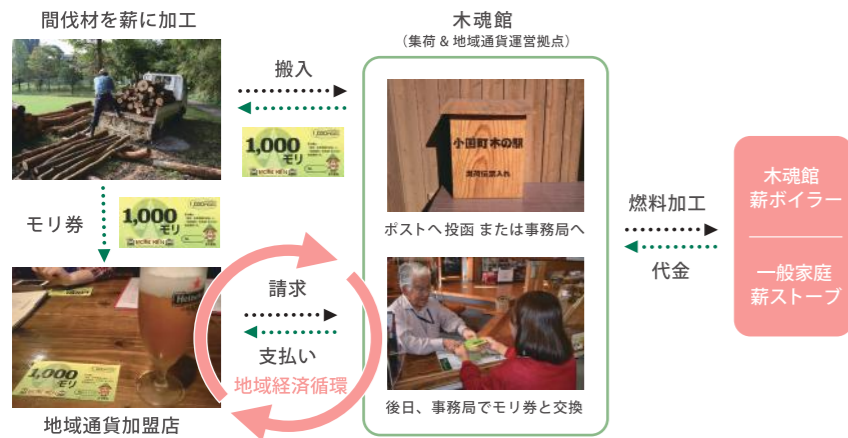 間伐材を薪に加工
木魂館
（集荷 & 地域通貨運営拠点）
搬入
1,000
モリ
小国町木の駅
ポストへ投函 または事務局へ
モリ券
1,000
モリ
燃料加工
代金
木魂館
薪ボイラー
一般家庭
薪ストーブ
請求
支払い
地域経済循環
Heineken
1,000
モリ
地域通貨加盟店
後日、事務局でモリ券と交換